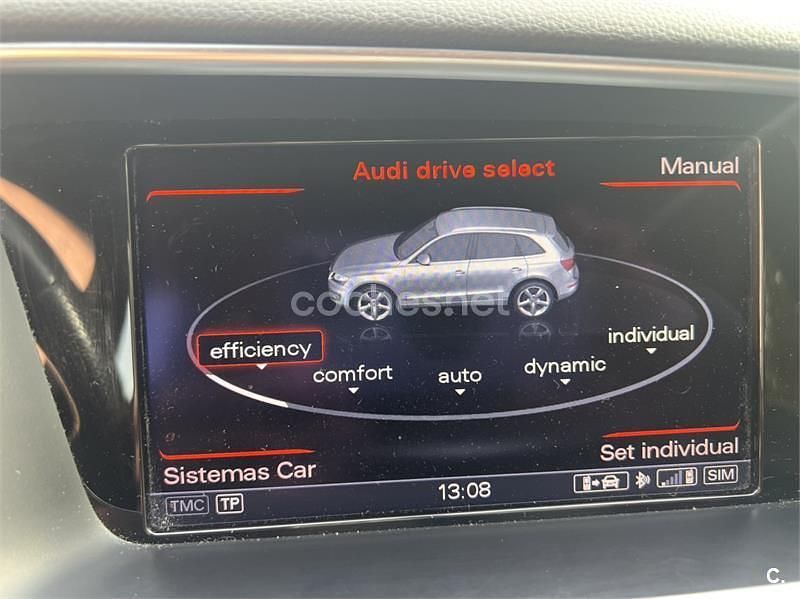 Audi drive select
Manual
coches.net
efficiency
comfort
auto
dynamic
individual
Sistemas Car
Set individual
TMC
TP
13:08
SIM
C.